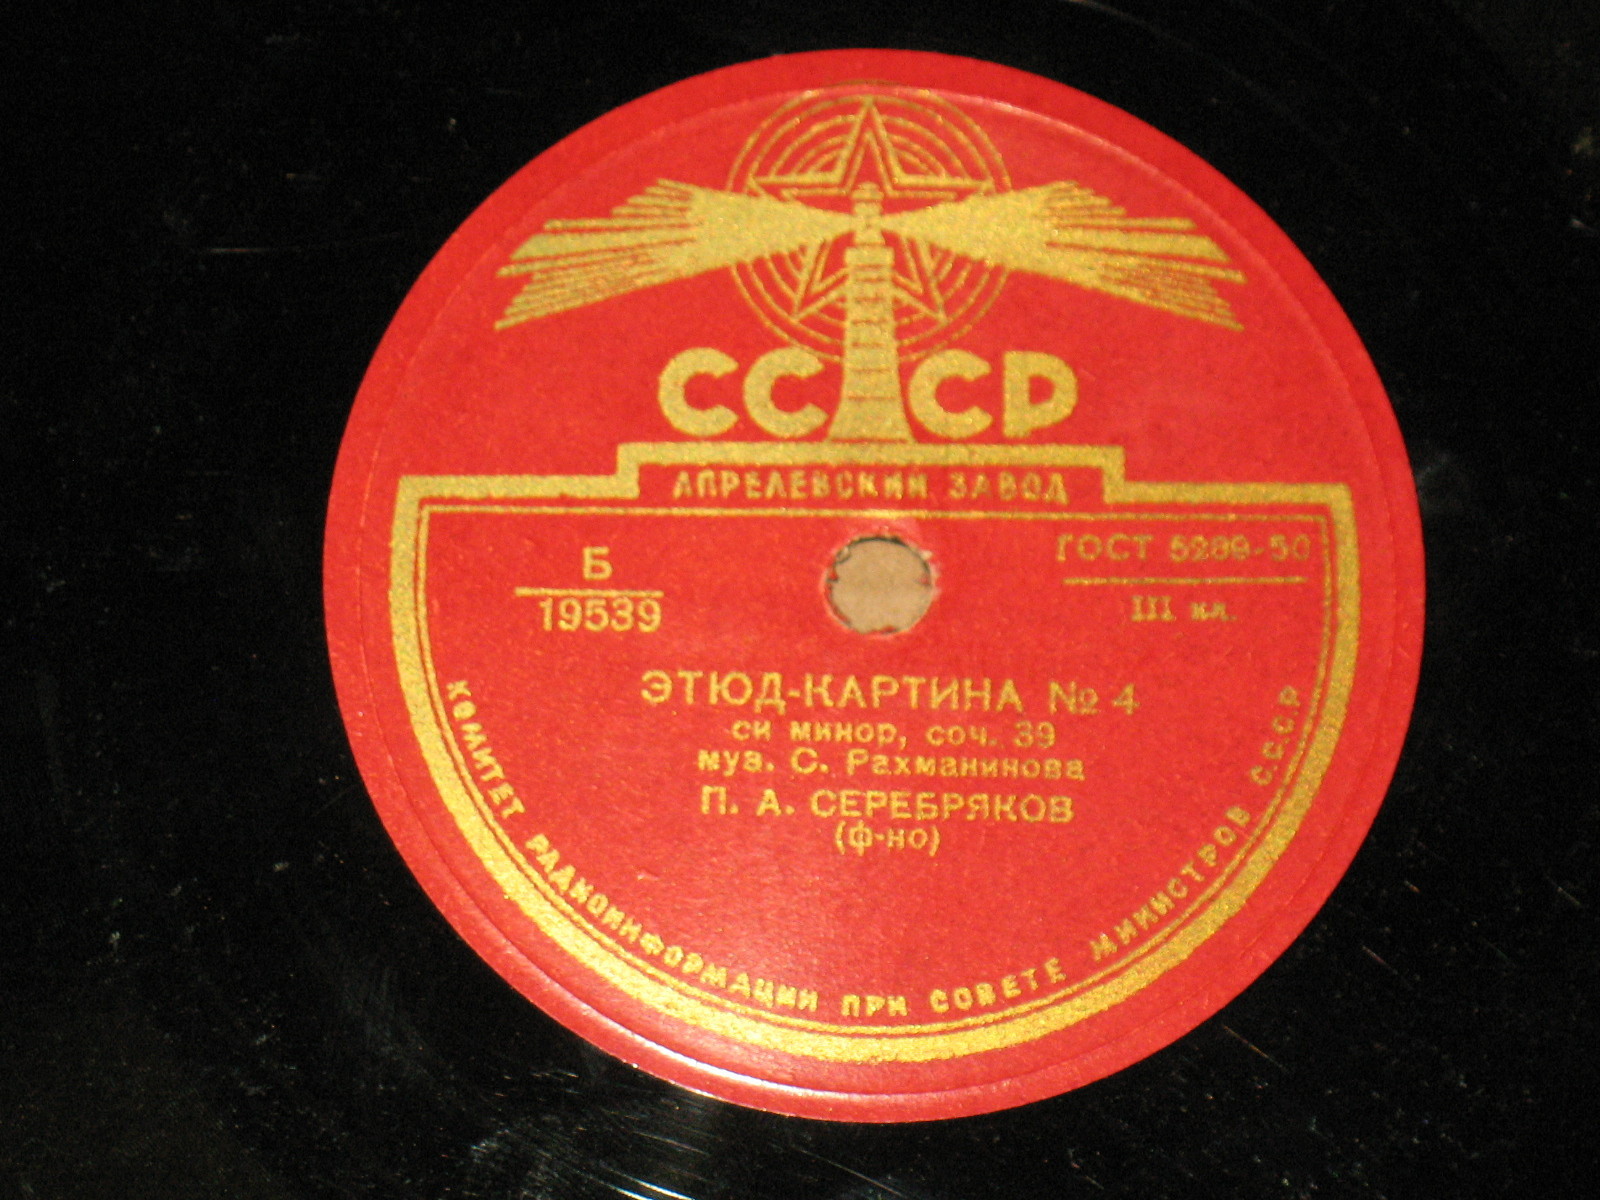 СССР
АПРЕЛЕВСКИЙ ЗАВОД
Б
19539
ГОСТ 5289-50
III кл.
ЭТЮД-КАРТИНА № 4
си минор, соч. 39
муз. С. Рахманинова
П. А. СЕРЕБРЯКОВ
(ф-но)
КОМИТЕТ РАДИОИНФОРМАЦИИ ПРИ СОВЕТЕ МИНИСТРОВ СССР